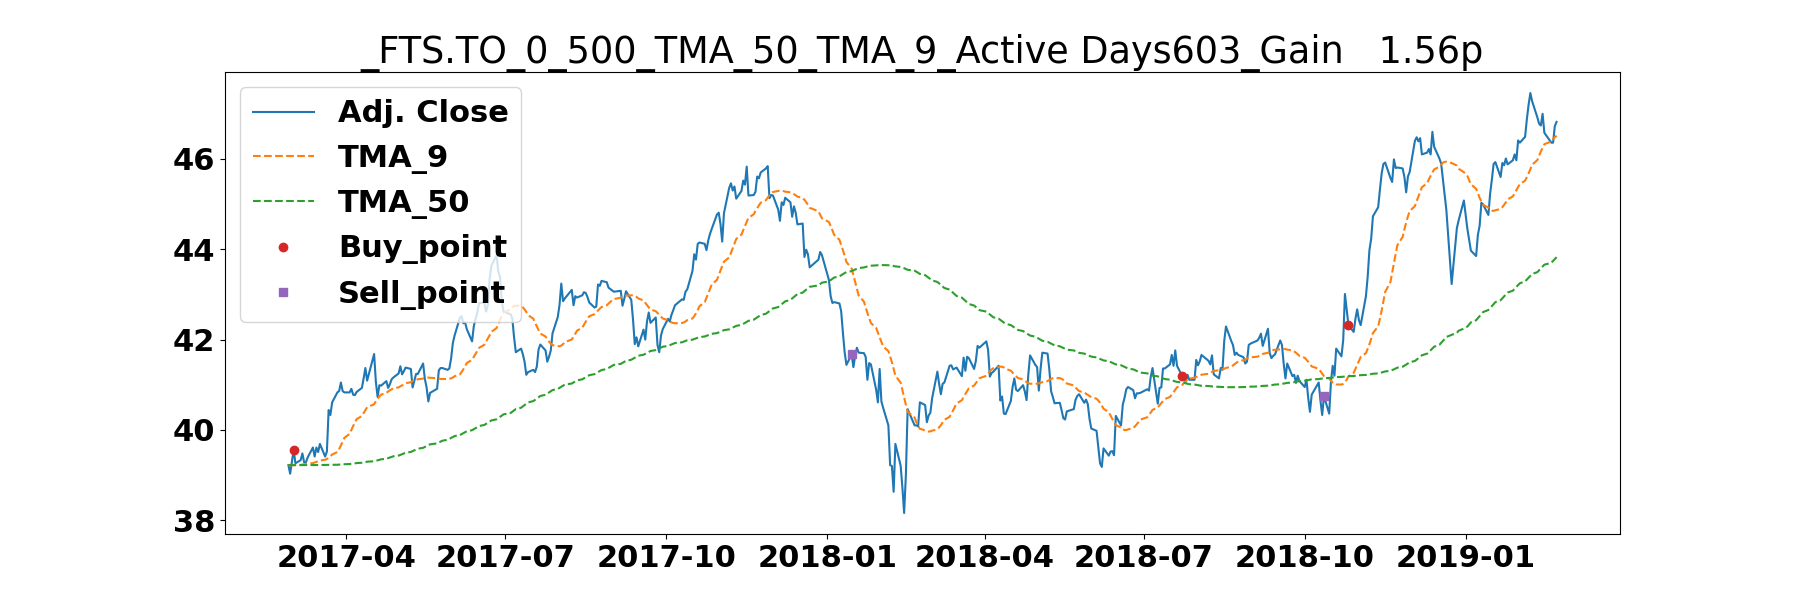 _FTS.TO_0_500_TMA_50_TMA_9_Active Days603_Gain   1.56p
Adj. Close
TMA_9
TMA_50
Buy_point
Sell_point
46
44
42
40
38
2017-04 2017-07 2017-10 2018-01 2018-04 2018-07 2018-10 2019-01